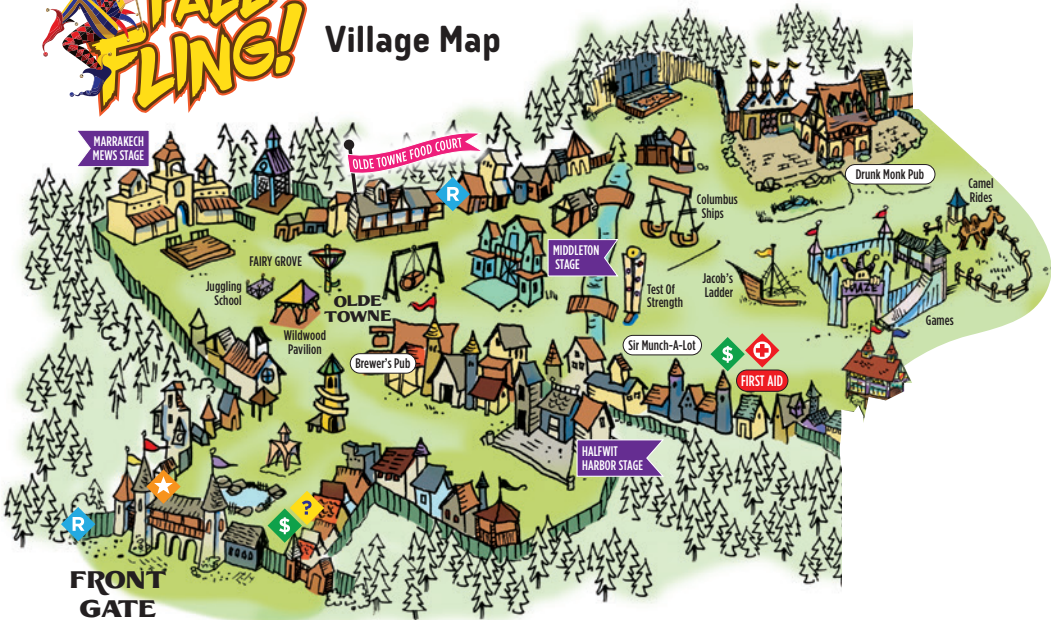 FALL
FLING!
Village Map
MARRAKECH
MEWS STAGE
OLDE TOWNE FOOD COURT
R
Drunk Monk Pub
Camel
Rides
Columbus
Ships
MIDDLETON
STAGE
FAIRY GROVE
Juggling
School
OLDE
TOWNE
Wildwood
Pavilion
Test Of
Strength
Jacob's
Ladder
MAZE
Games
Brewer's Pub
Sir Munch-A-Lot
$
FIRST AID
HALFWIT
HARBOR STAGE
?
$
R
FRONT
GATE